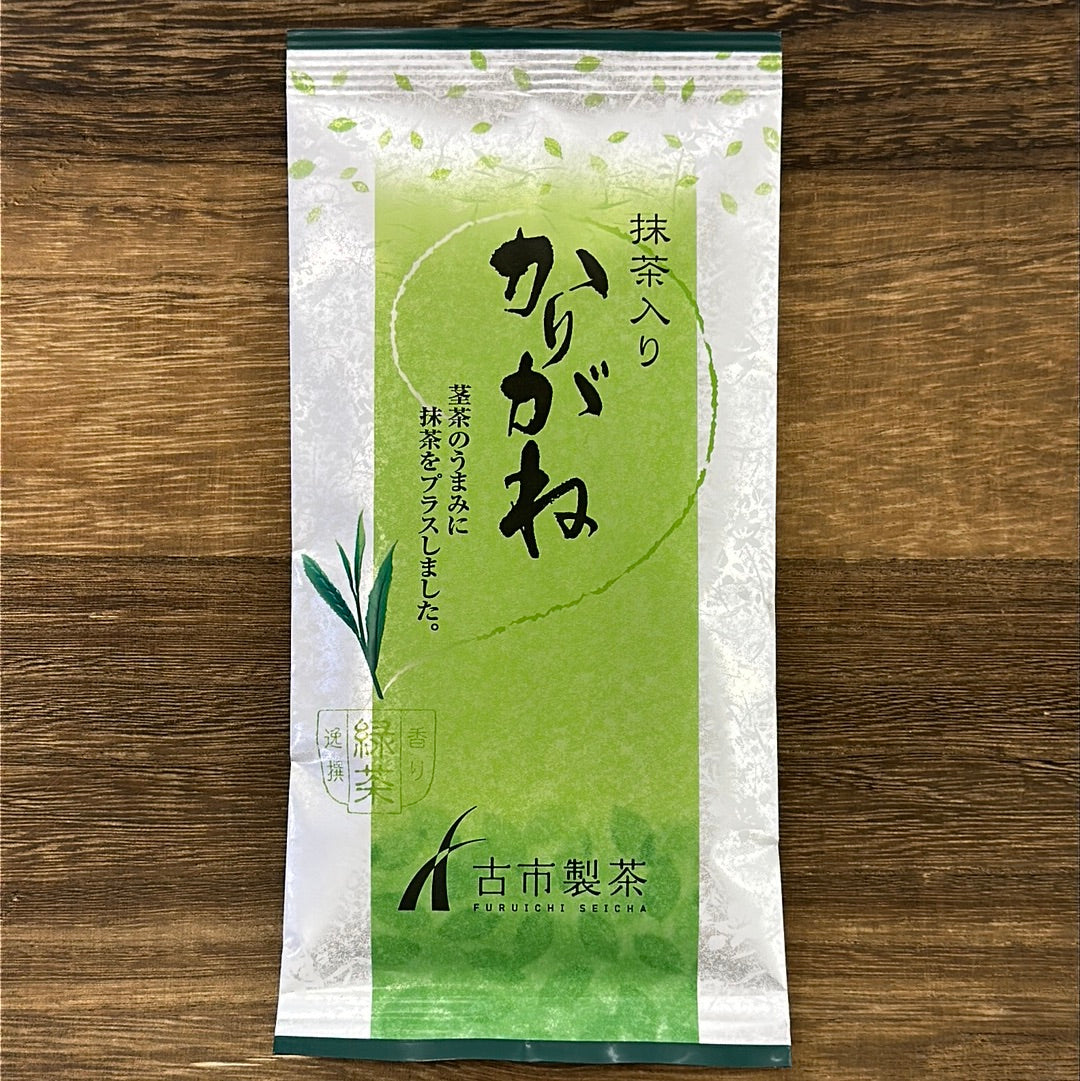 抹茶入り
かりがね
茎茶のうまみに
抹茶をプラスしました。
香り
緑茶
逸撰
古市製茶
FURUICHI SEICHA